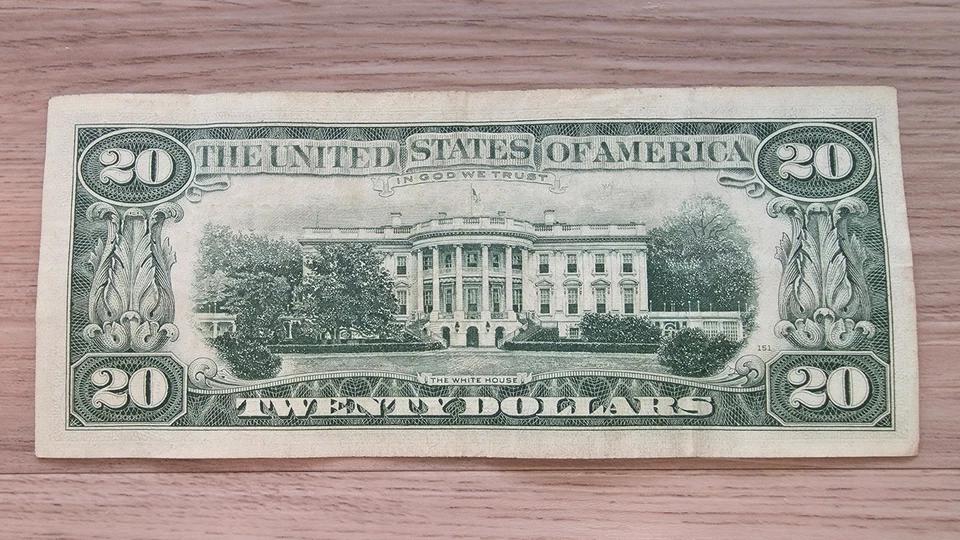 20 THE UNITED STATES OF AMERICA 20
IN GOD WE TRUST
151
THE WHITE HOUSE
20 TWENTY DOLLARS 20